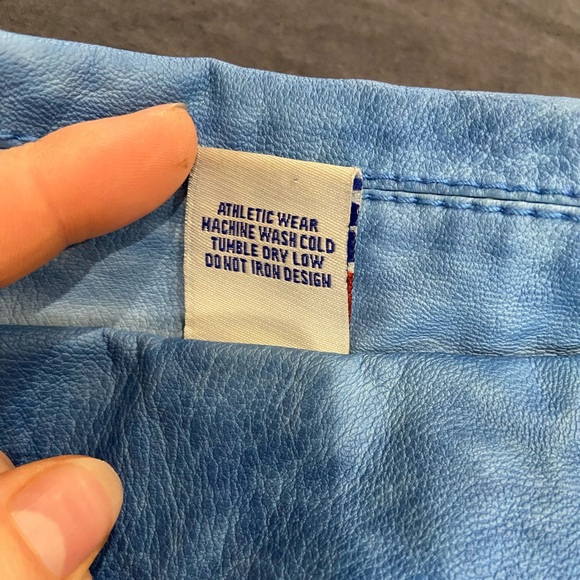 ATHLETIC WEAR
MACHINE WASH COLD
TUMBLE DRY LOW
DO NOT IRON DESIGN